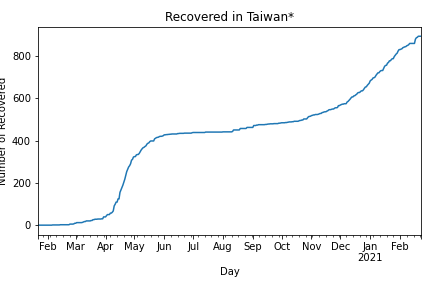 Recovered in Taiwan*
Number of Recovered
800
600
400
200
0
Feb Mar Apr May Jun Jul Aug Sep Oct Nov Dec Jan Feb
2021
Day